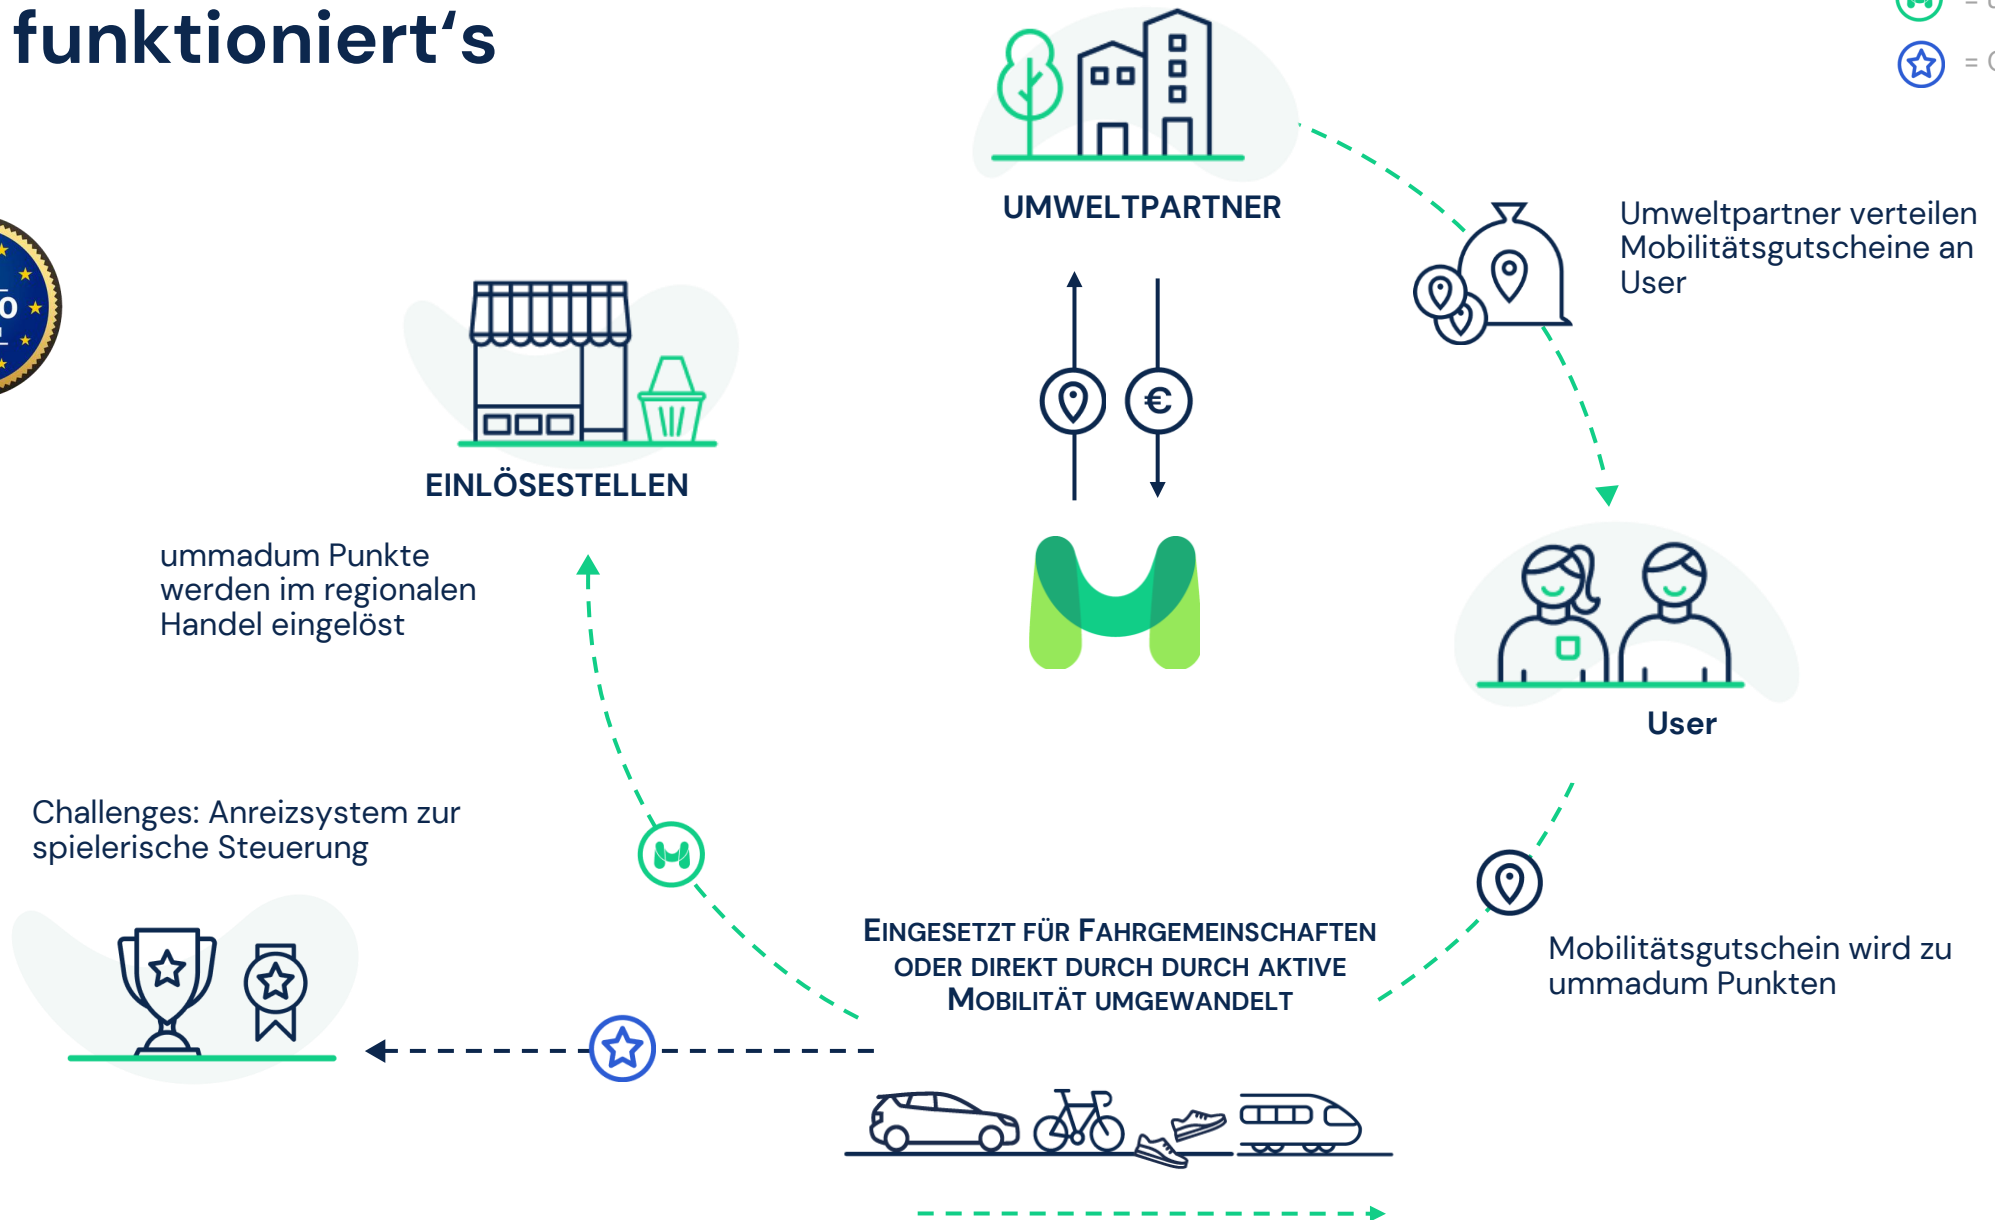 funktioniert‘s
UMWELTPARTNER
Umweltpartner verteilen
Mobilitätsgutscheine an
User
€
EINLÖSESTELLEN
ummadum Punkte
werden im regionalen
Handel eingelöst
User
Challenges: Anreizsystem zur
spielerische Steuerung
EINGESETZT FÜR FAHRGEMEINSCHAFTEN
ODER DIREKT DURCH DURCH AKTIVE
MOBILITÄT UMGEWANDELT
Mobilitätsgutschein wird zu
ummadum Punkten